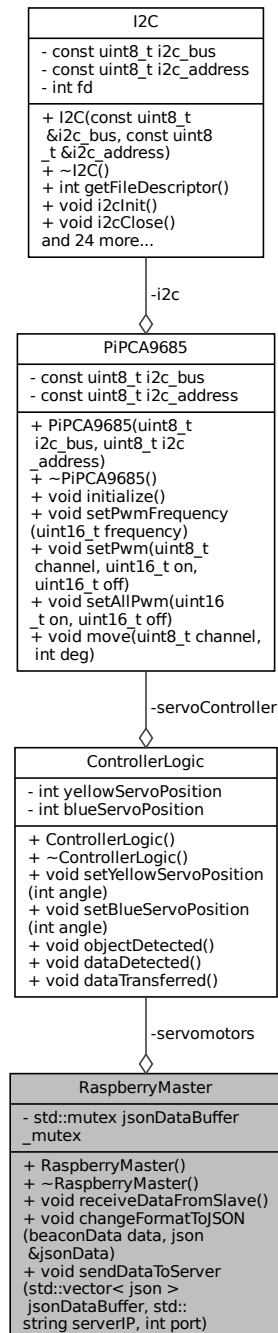 I2C
- const uint8_t i2c_bus
- const uint8_t i2c_address
- int fd
+ I2C(const uint8_t
&i2c_bus, const uint8
_t &i2c_address)
+ ~I2C()
+ int getFileDescriptor()
+ void i2cInit()
+ void i2cClose()
and 24 more...
-i2c
PiPCA9685
- const uint8_t i2c_bus
- const uint8_t i2c_address
+ PiPCA9685(uint8_t
i2c_bus, uint8_t i2c
_address)
+ ~PiPCA9685()
+ void initialize()
+ void setPwmFrequency
(uint16_t frequency)
+ void setPwm(uint8_t
channel, uint16_t on,
uint16_t off)
+ void setAllPwm(uint16
_t on, uint16_t off)
+ void move(uint8_t channel,
int deg)
-servoController
ControllerLogic
- int yellowServoPosition
- int blueServoPosition
+ ControllerLogic()
+ ~ControllerLogic()
+ void setYellowServoPosition
(int angle)
+ void setBlueServoPosition
(int angle)
+ void objectDetected()
+ void dataDetected()
+ void dataTransferred()
-servomotors
RaspberryMaster
- std::mutex jsonDataBuffer
_mutex
+ RaspberryMaster()
+ ~RaspberryMaster()
+ void receiveDataFromSlave()
+ void changeFormatToJSON
(beaconData data, json
&jsonData)
+ void sendDataToServer
(std::vector< json >
jsonDataBuffer, std::
string serverIP, int port)